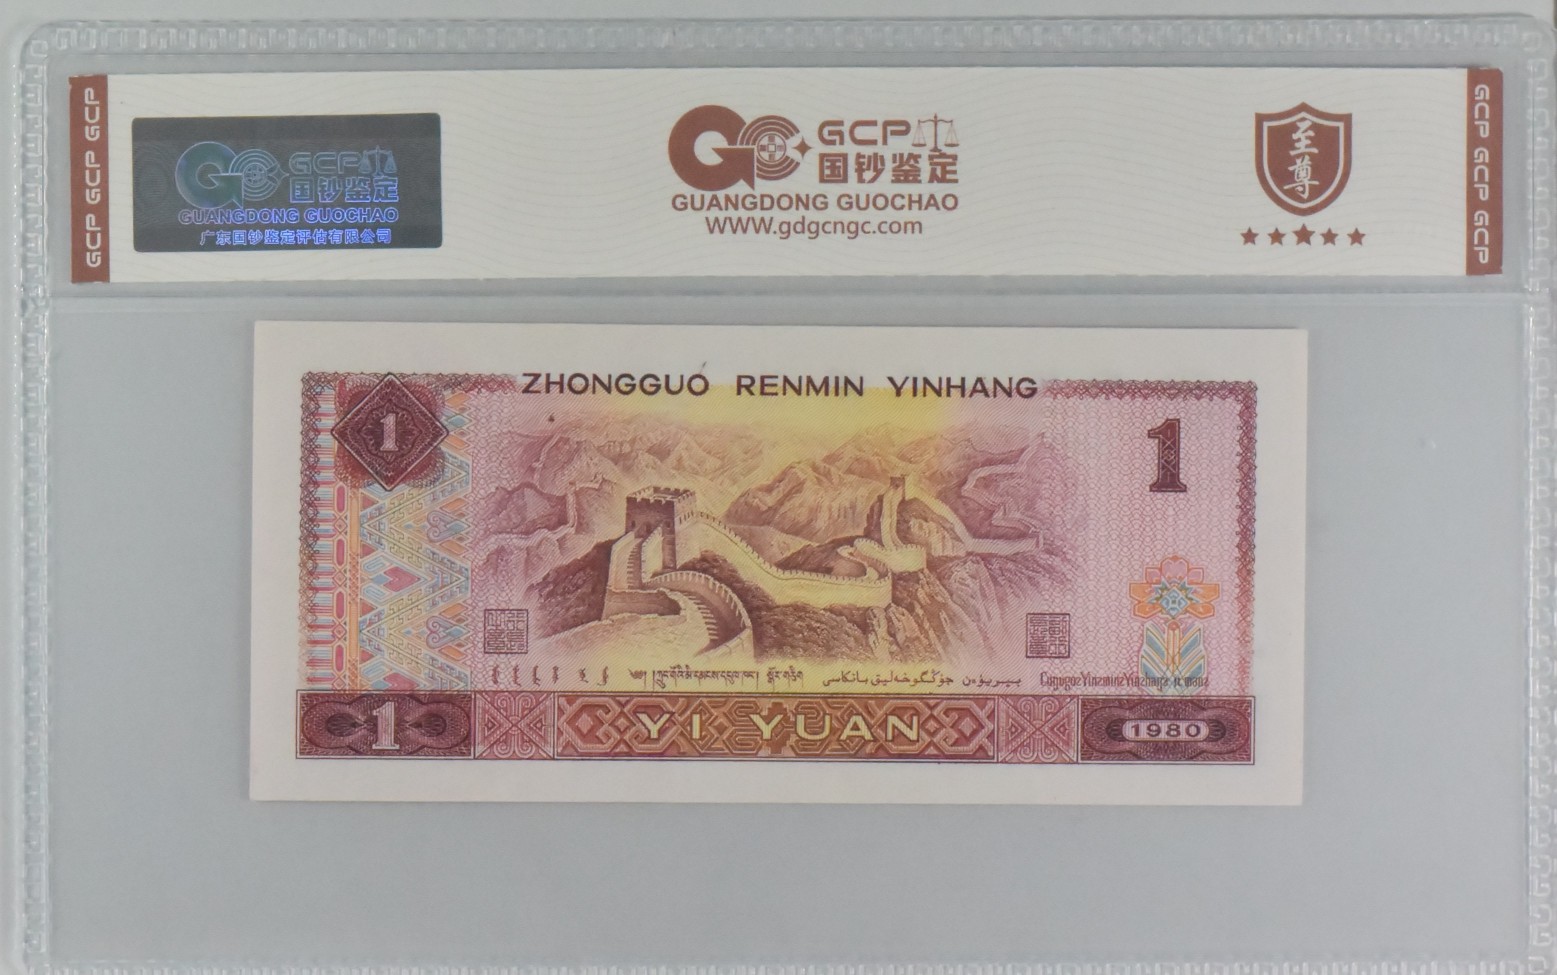 GCP GCP GCP
GCP
国钞鉴定
GUANGDONG GUOCHAO
广东国钞鉴定评估有限公司
GCP
国钞鉴定
GUANGDONG GUOCHAO
WWW.gdgcngc.com
至尊
GCP GCP GCP
ZHONGGUO RENMIN YINHANG
1
1
1
YI YUAN
1980